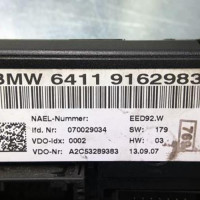 BMW 6411 9162983
NAEL-Nummer: EED92.W
lfd. Nr: 070029034 SW: 179
VDO-Idx: 0002 HW: 03
VDO-Nr: A2C53289383 13.09.07
769